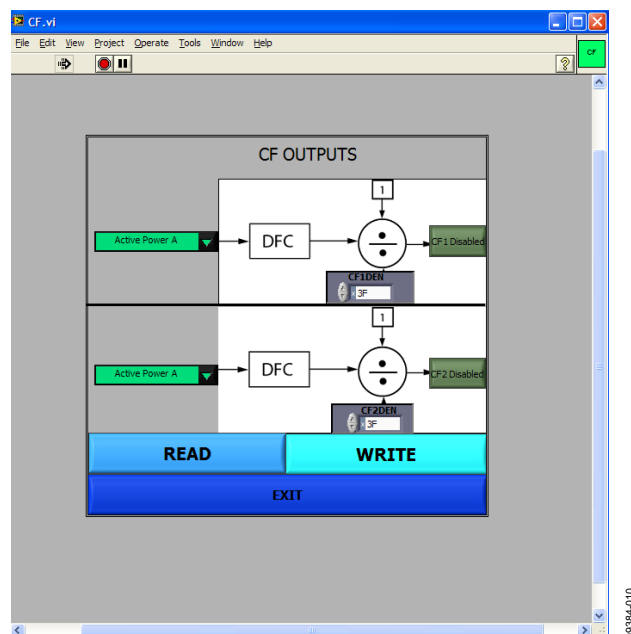 CF.vi
File Edit View Project Operate Tools Window Help
?
CF
CF OUTPUTS
1
Active Power A
DFC
÷
CF1 Disabled
CF1DEN
x 3F
1
Active Power A
DFC
÷
CF2 Disabled
CF2DEN
x 3F
READ
WRITE
EXIT
9384-010